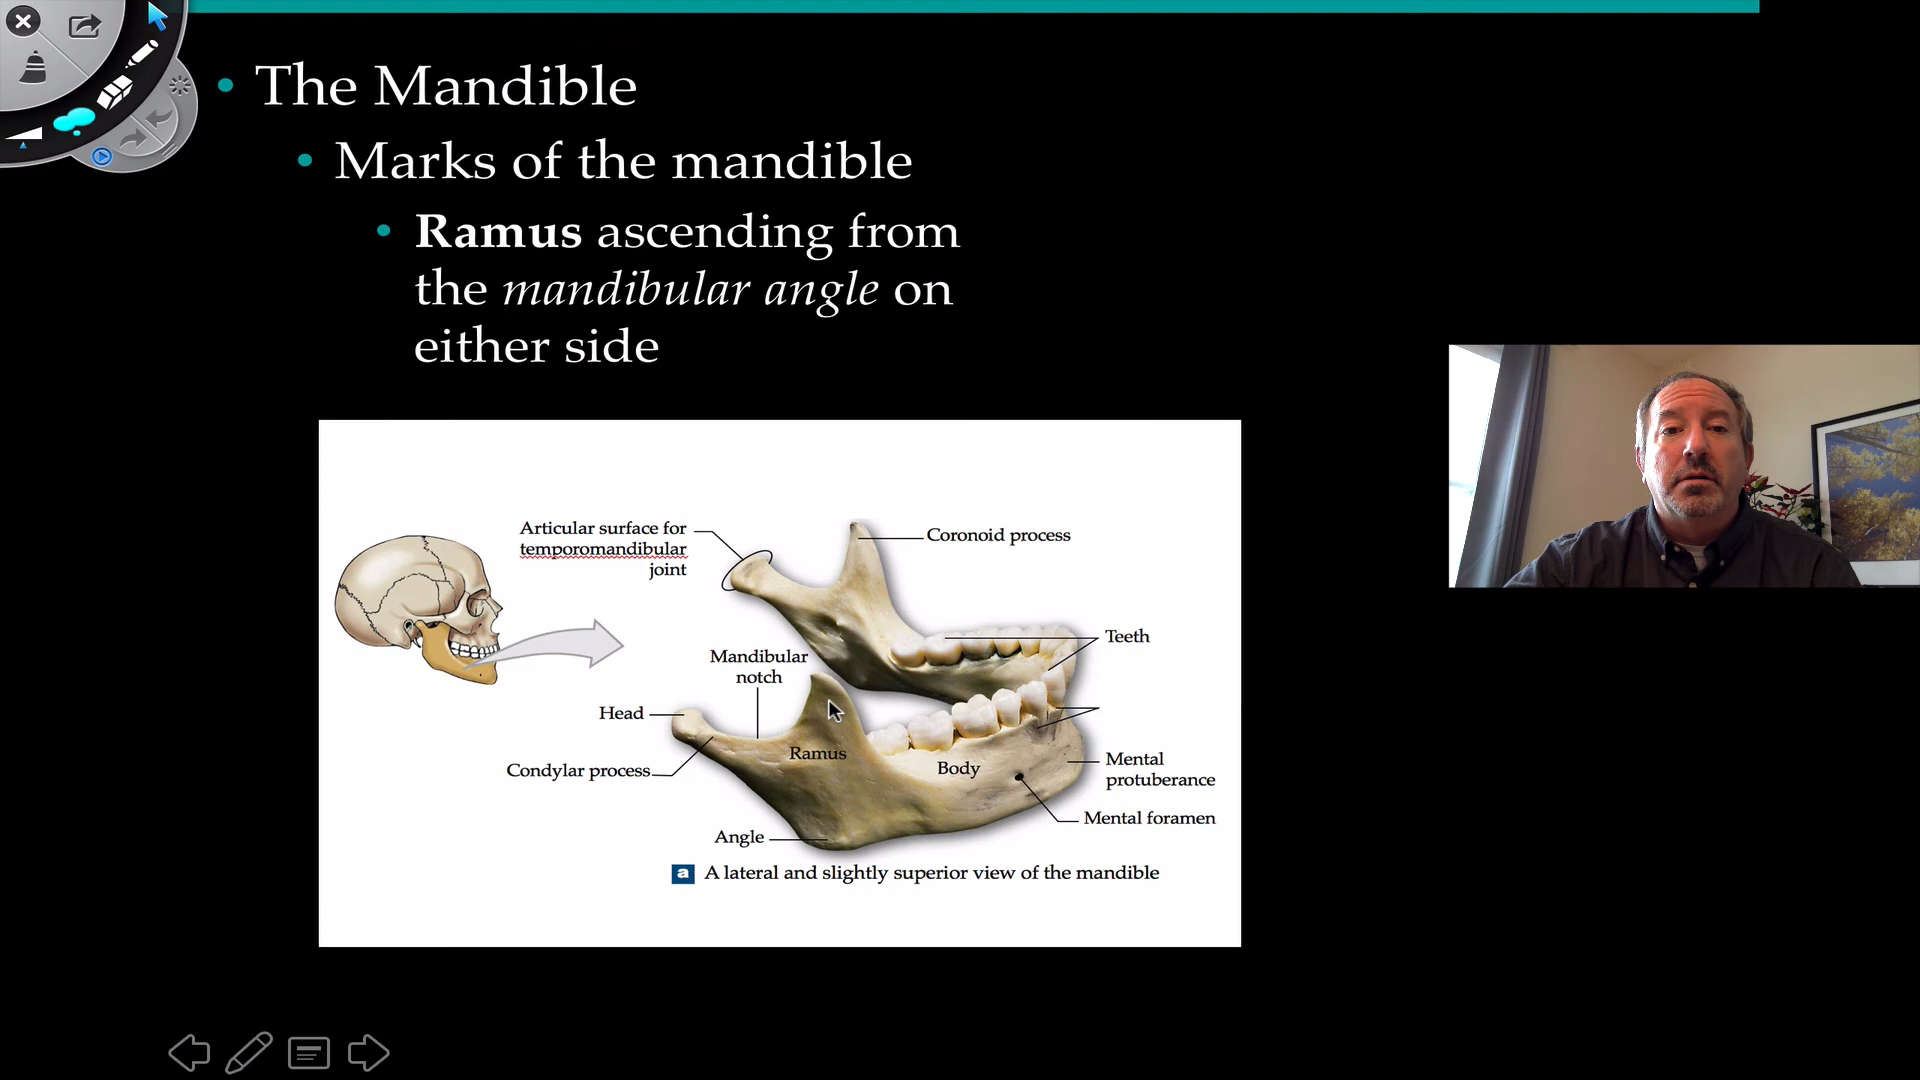 The Mandible
Marks of the mandible
Ramus ascending from
the mandibular angle on
either side
Articular surface for
temporomandibular
joint
Coronoid process
Teeth
Mandibular
notch
Head
Ramus
Condylar process
Body
Mental
protuberance
Mental foramen
Angle
a A lateral and slightly superior view of the mandible